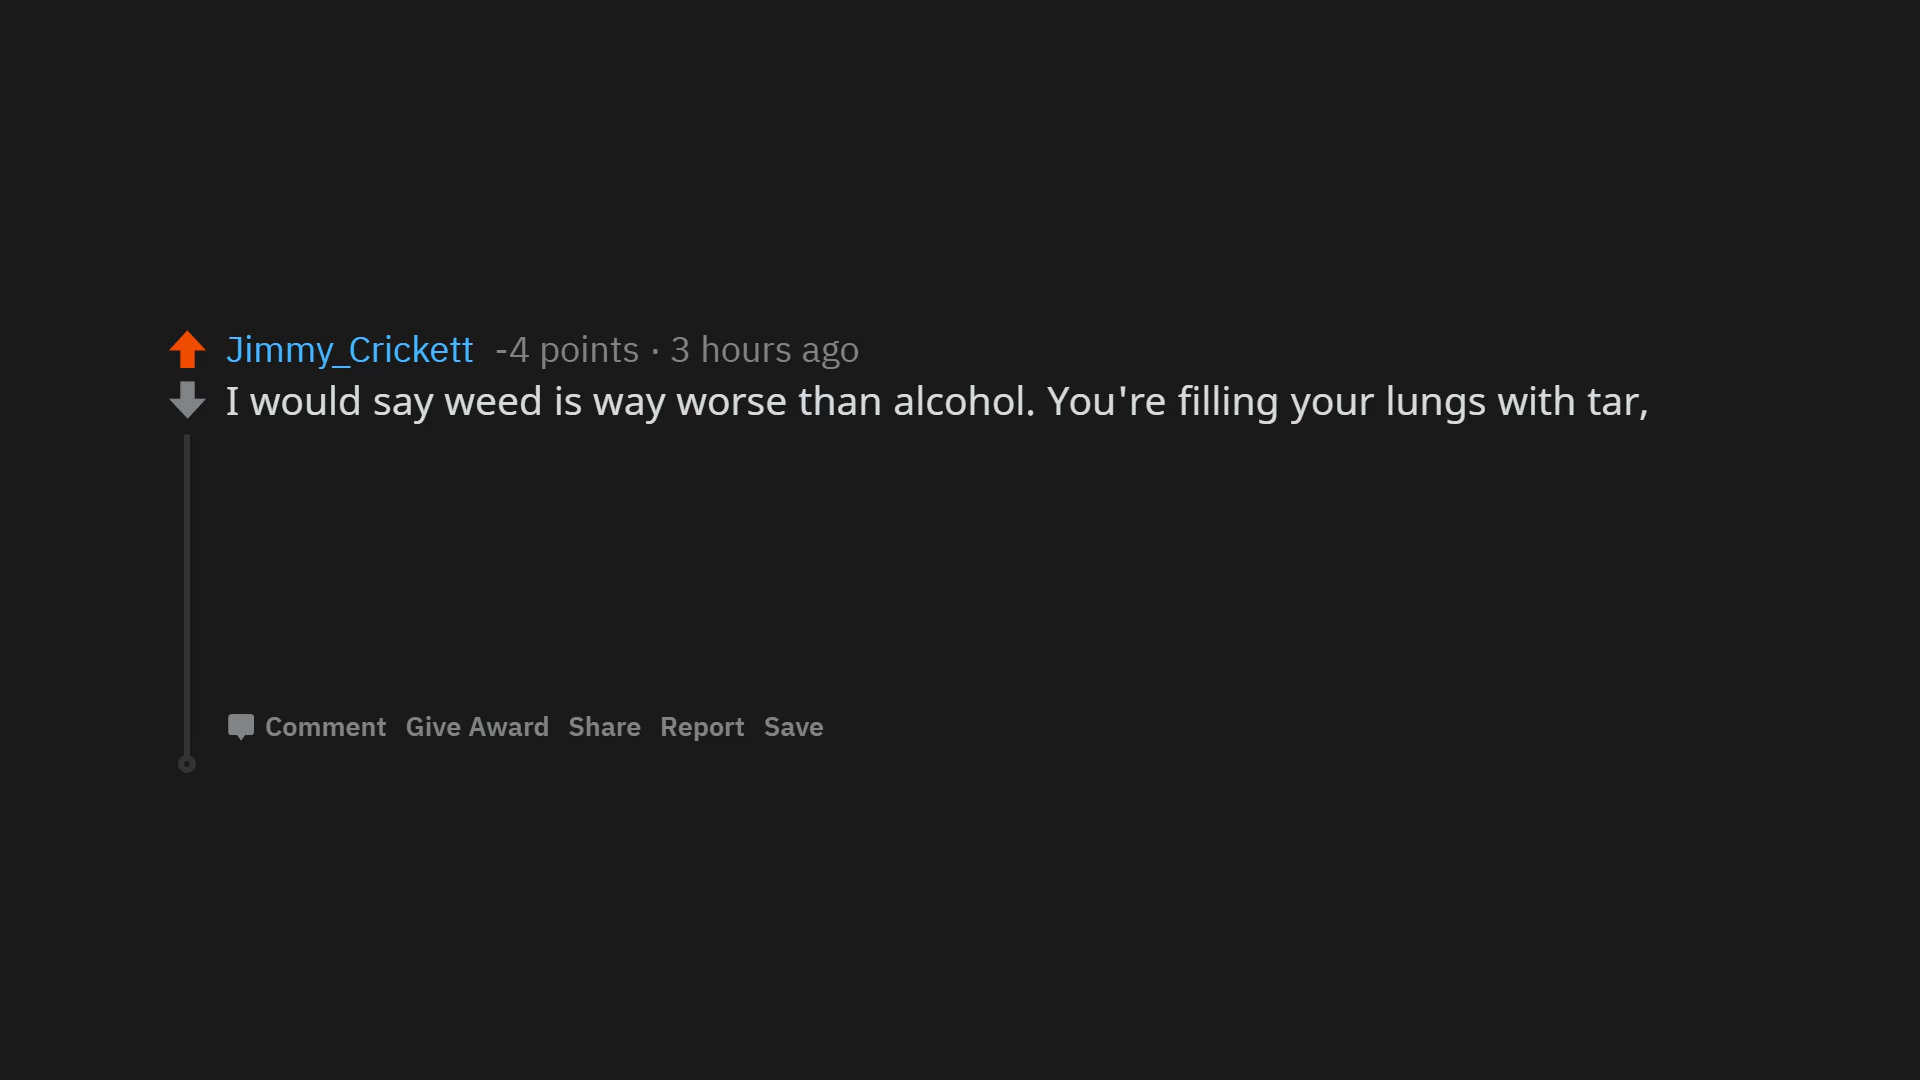 Jimmy_Crickett -4 points · 3 hours ago
I would say weed is way worse than alcohol. You're filling your lungs with tar,
Comment Give Award Share Report Save